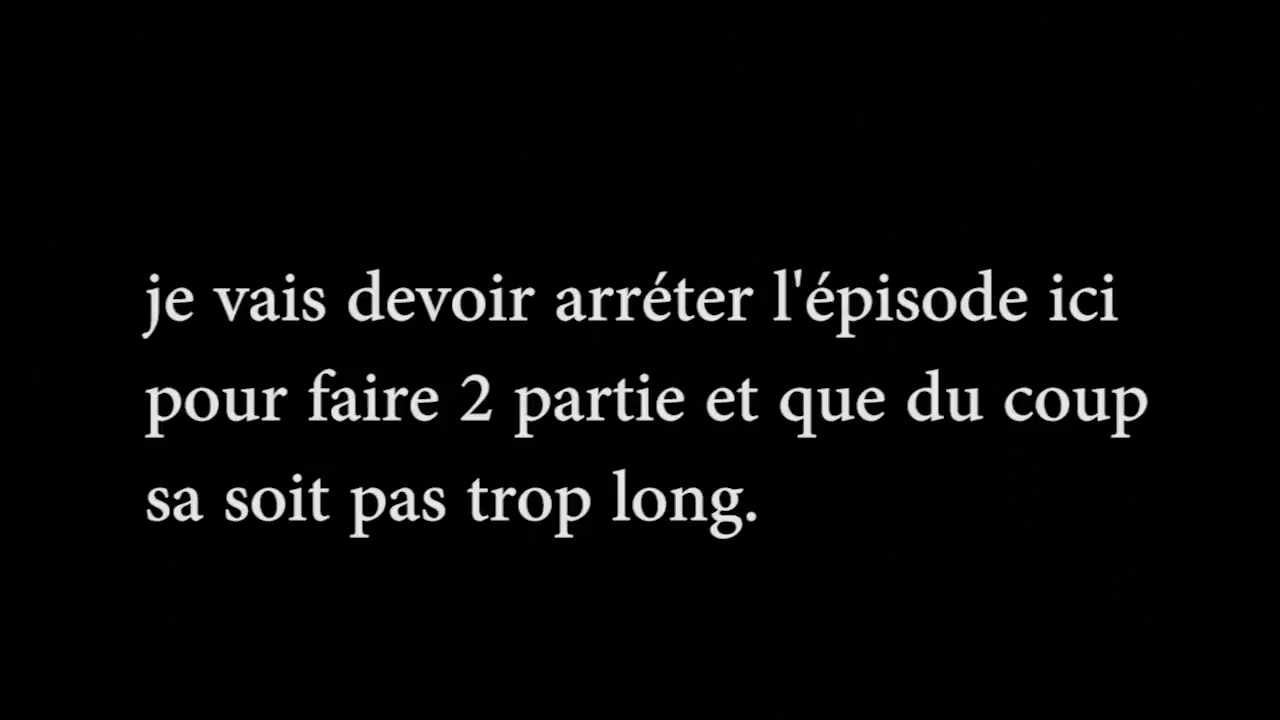 je vais devoir arréter l'épisode ici
pour faire 2 partie et que du coup
sa soit pas trop long.